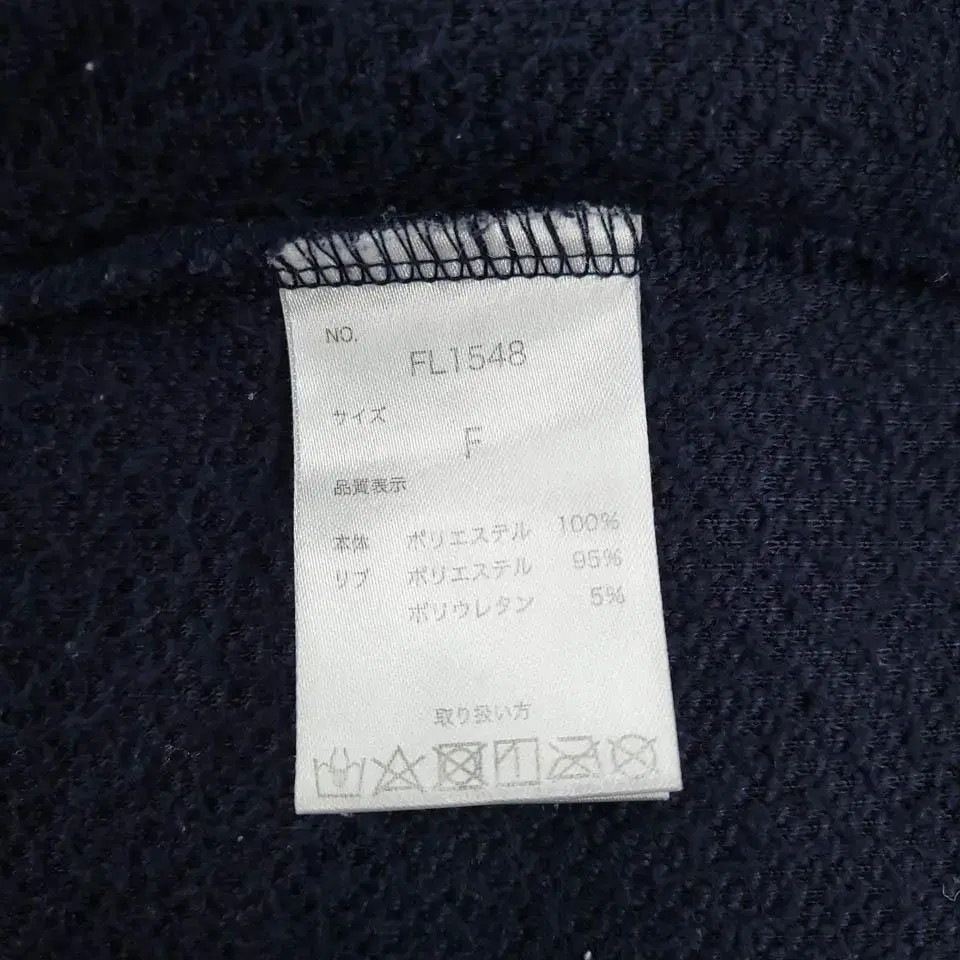 NO.
FL1548
サイズ
F
品質表示
本体 ポリエステル 100%
リブ ポリエステル 95%
ポリウレタン 5%
取り扱い方